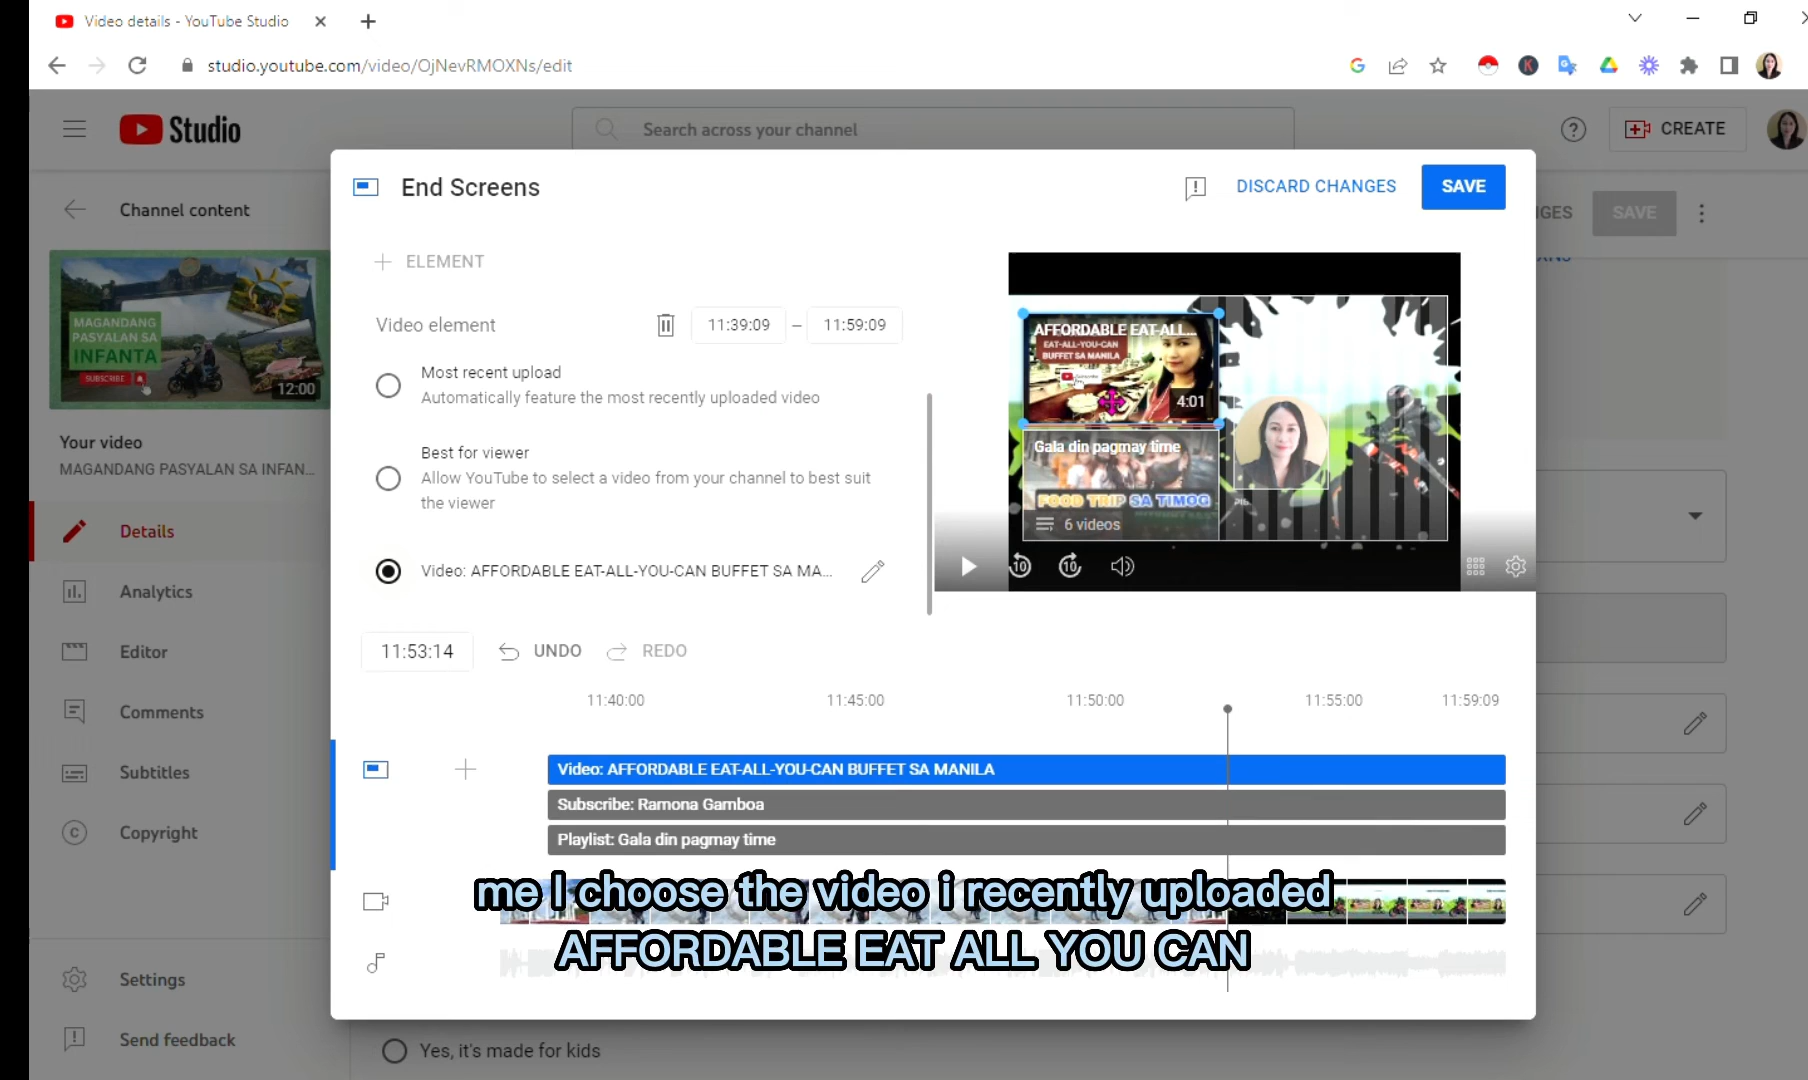 Video details - YouTube Studio
studio.youtube.com/video/OjNevRMOXNs/edit
Studio
Search across your channel
CREATE
Channel content
End Screens
DISCARD CHANGES
SAVE
GES
SAVE
MAGANDANG
PASYALAN SA
INFANTA
SUBSCRIBE
12:00
Your video
MAGANDANG PASYALAN SA INFAN...
Details
Analytics
Editor
Comments
Subtitles
Copyright
Settings
Send feedback
ELEMENT
Video element
11:39:09 – 11:59:09
Most recent upload
Automatically feature the most recently uploaded video
Best for viewer
Allow YouTube to select a video from your channel to best suit
the viewer
Video: AFFORDABLE EAT-ALL-YOU-CAN BUFFET SA MA...
AFFORDABLE EAT-ALL...
EAT-ALL-YOU-CAN
BUFFET SA MANILA
4:01
Gala din pagmay time
FOOD TRIP SA TIMOG
6 videos
10
10
11:53:14
UNDO
REDO
11:40:00
11:45:00
11:50:00
11:55:00
11:59:09
Video: AFFORDABLE EAT-ALL-YOU-CAN BUFFET SA MANILA
Subscribe: Ramona Gamboa
Playlist: Gala din pagmay time
me I choose the video i recently uploaded
AFFORDABLE EAT ALL YOU CAN
Yes, it's made for kids